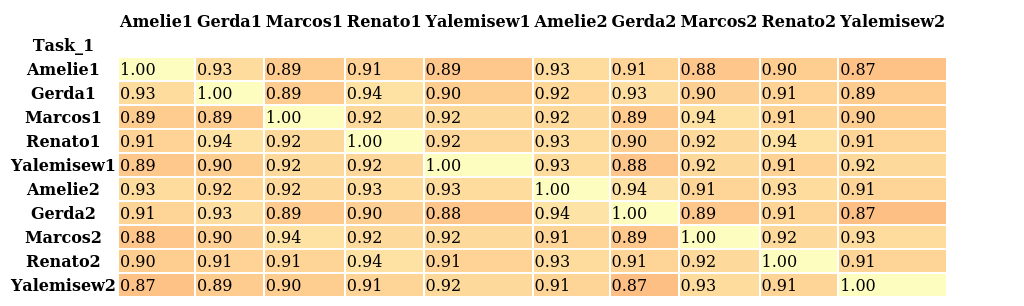 Amelie1 Gerda1 Marcos1 Renato1 Yalemisew1 Amelie2 Gerda2 Marcos2 Renato2 Yalemisew2
Task_1
Amelie1 1.00 0.93 0.89 0.91 0.89 0.93 0.91 0.88 0.90 0.87
Gerda1 0.93 1.00 0.89 0.94 0.90 0.92 0.93 0.90 0.91 0.89
Marcos1 0.89 0.89 1.00 0.92 0.92 0.92 0.89 0.94 0.91 0.90
Renato1 0.91 0.94 0.92 1.00 0.92 0.93 0.90 0.92 0.94 0.91
Yalemisew1 0.89 0.90 0.92 0.92 1.00 0.93 0.88 0.92 0.91 0.92
Amelie2 0.93 0.92 0.92 0.93 0.93 1.00 0.94 0.91 0.93 0.91
Gerda2 0.91 0.93 0.89 0.90 0.88 0.94 1.00 0.89 0.91 0.87
Marcos2 0.88 0.90 0.94 0.92 0.92 0.91 0.89 1.00 0.92 0.93
Renato2 0.90 0.91 0.91 0.94 0.91 0.93 0.91 0.92 1.00 0.91
Yalemisew2 0.87 0.89 0.90 0.91 0.92 0.91 0.87 0.93 0.91 1.00